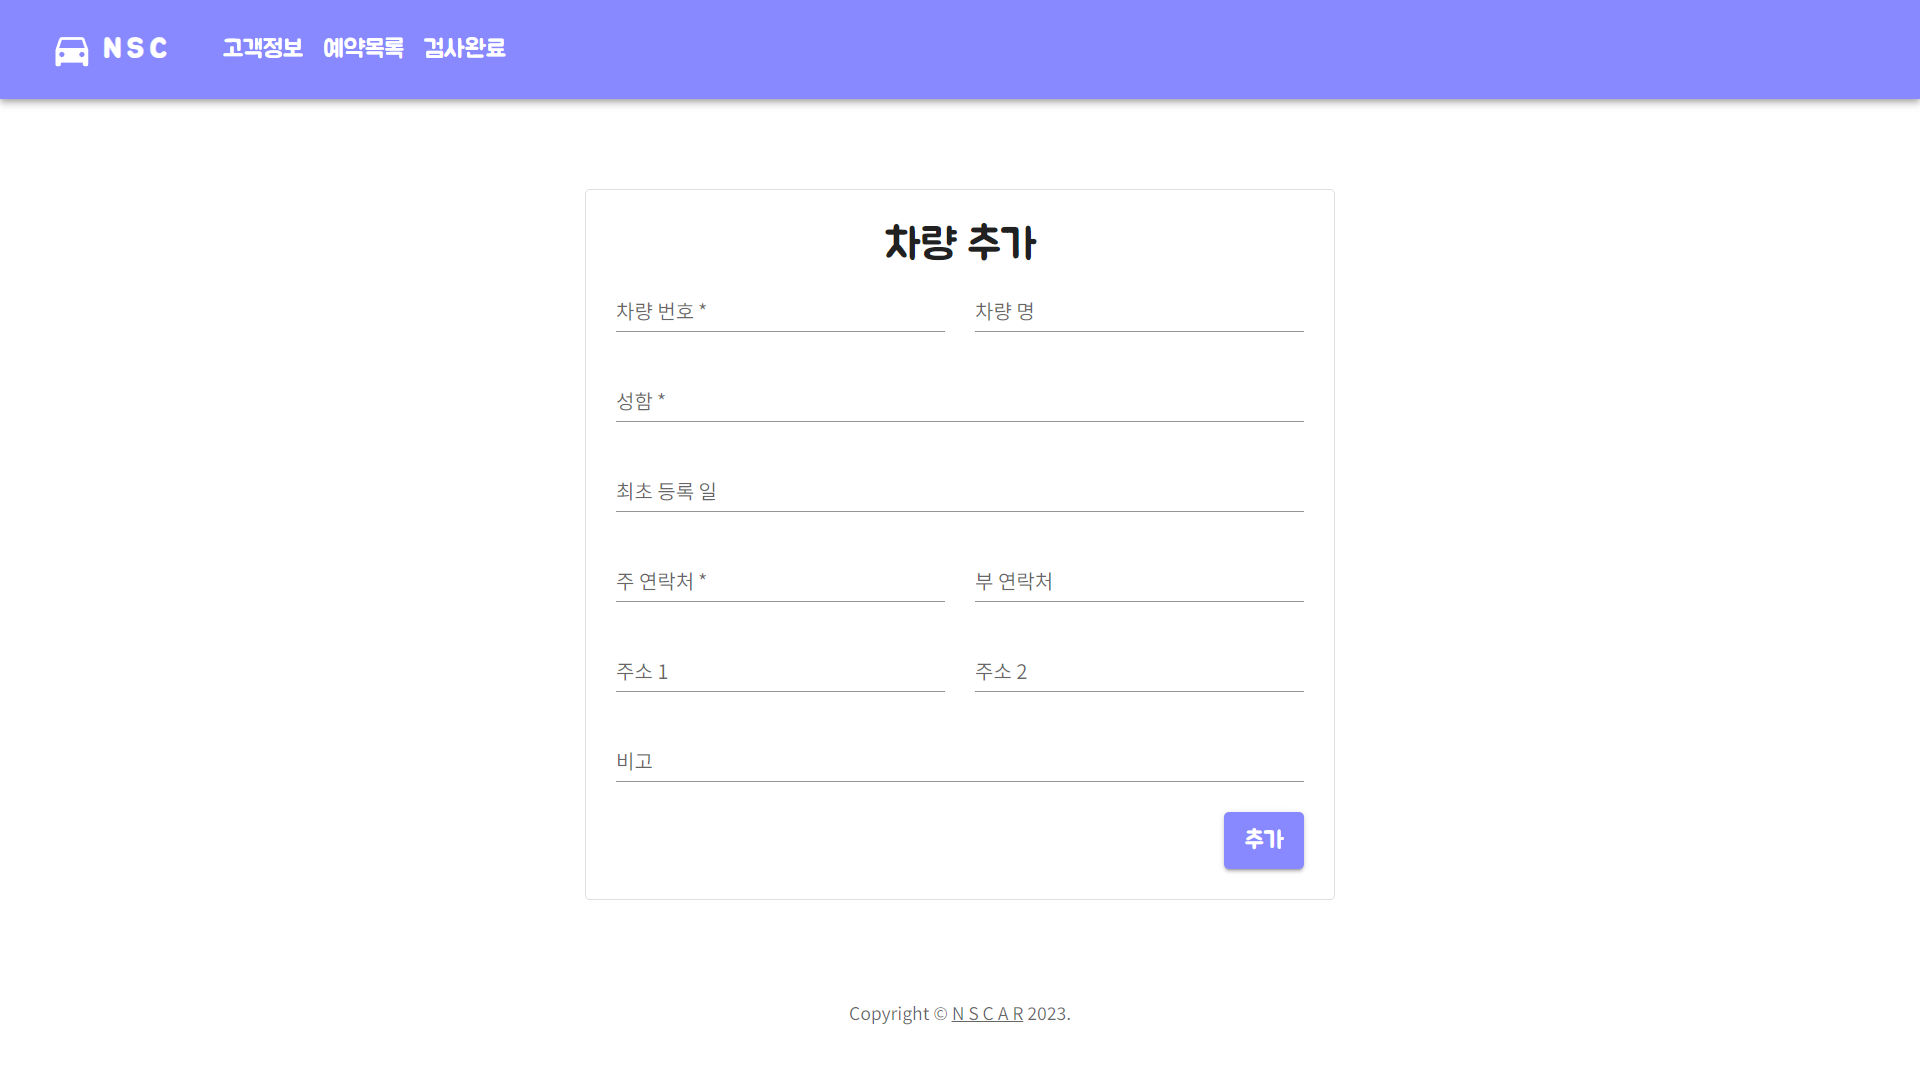 NSC 고객정보 예약목록 검사완료
차량 추가
차량 번호 * 차량 명
성함 *
최초 등록 일
주 연락처 * 부 연락처
주소 1 주소 2
비고
추가
Copyright © N S C A R 2023.